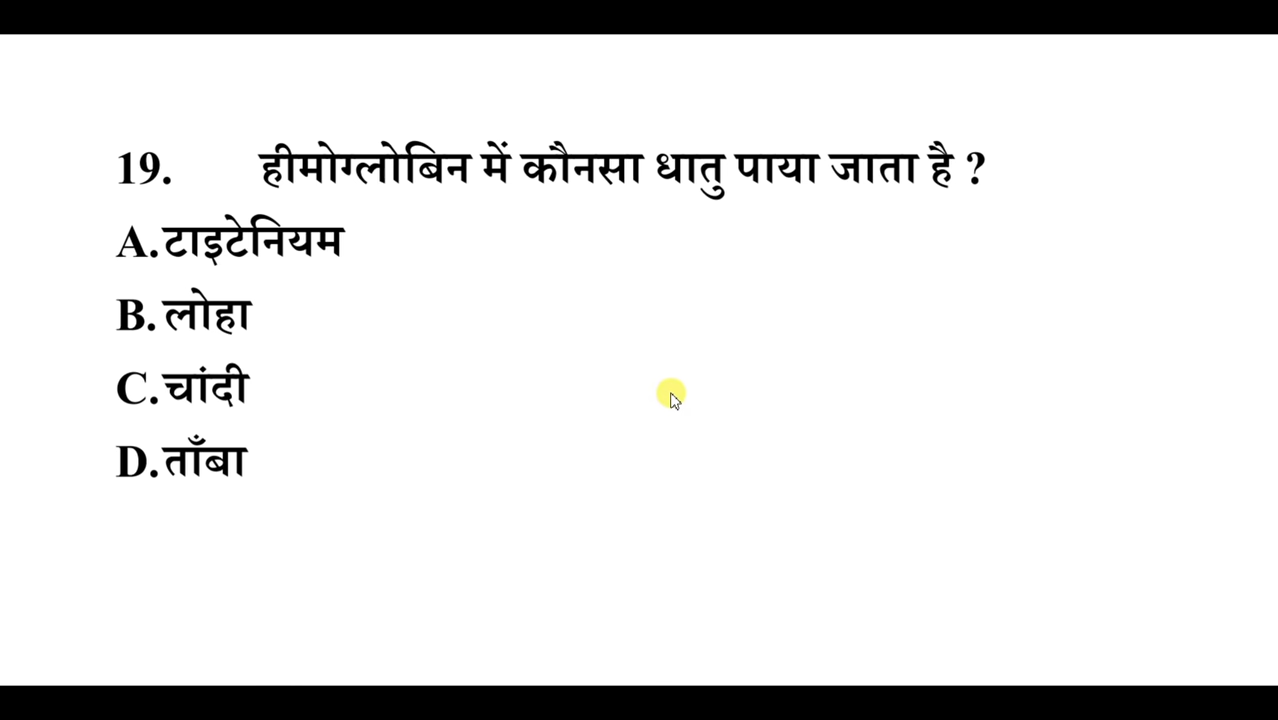 19. हीमोग्लोबिन में कौनसा धातु पाया जाता है ?
A.टाइटेनियम
B.लोहा
C.चांदी
D.ताँबा